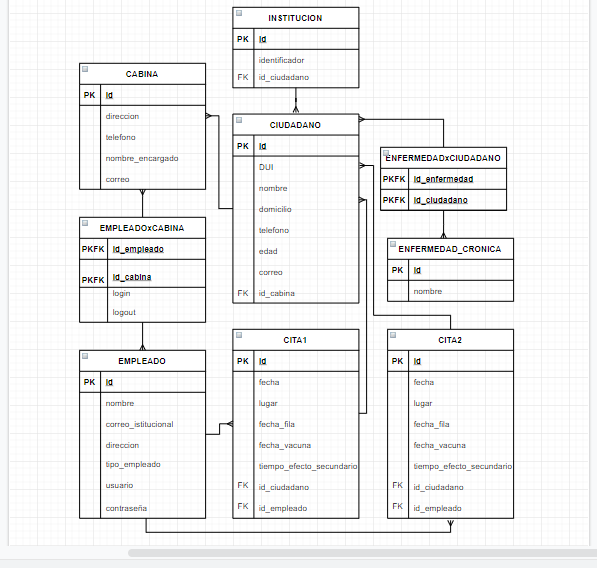 INSTITUCION
PK id
identificador
FK id_ciudadano
CABINA
PK id
direccion
telefono
nombre_encargado
correo
CIUDADANO
PK id
DUI
nombre
domicilio
telefono
edad
correo
FK id_cabina
ENFERMEDADxCIUDADANO
PKFK id_enfermedad
PKFK id_ciudadano
EMPLEADOxCABINA
PKFK id_empleado
PKFK id_cabina
login
logout
ENFERMEDAD_CRONICA
PK id
nombre
EMPLEADO
PK id
nombre
correo_istitucional
direccion
tipo_empleado
usuario
contraseña
CITA1
PK id
fecha
lugar
fecha_fila
fecha_vacuna
tiempo_efecto_secundario
FK id_ciudadano
FK id_empleado
CITA2
PK id
fecha
lugar
fecha_fila
fecha_vacuna
tiempo_efecto_secundario
FK id_ciudadano
FK id_empleado